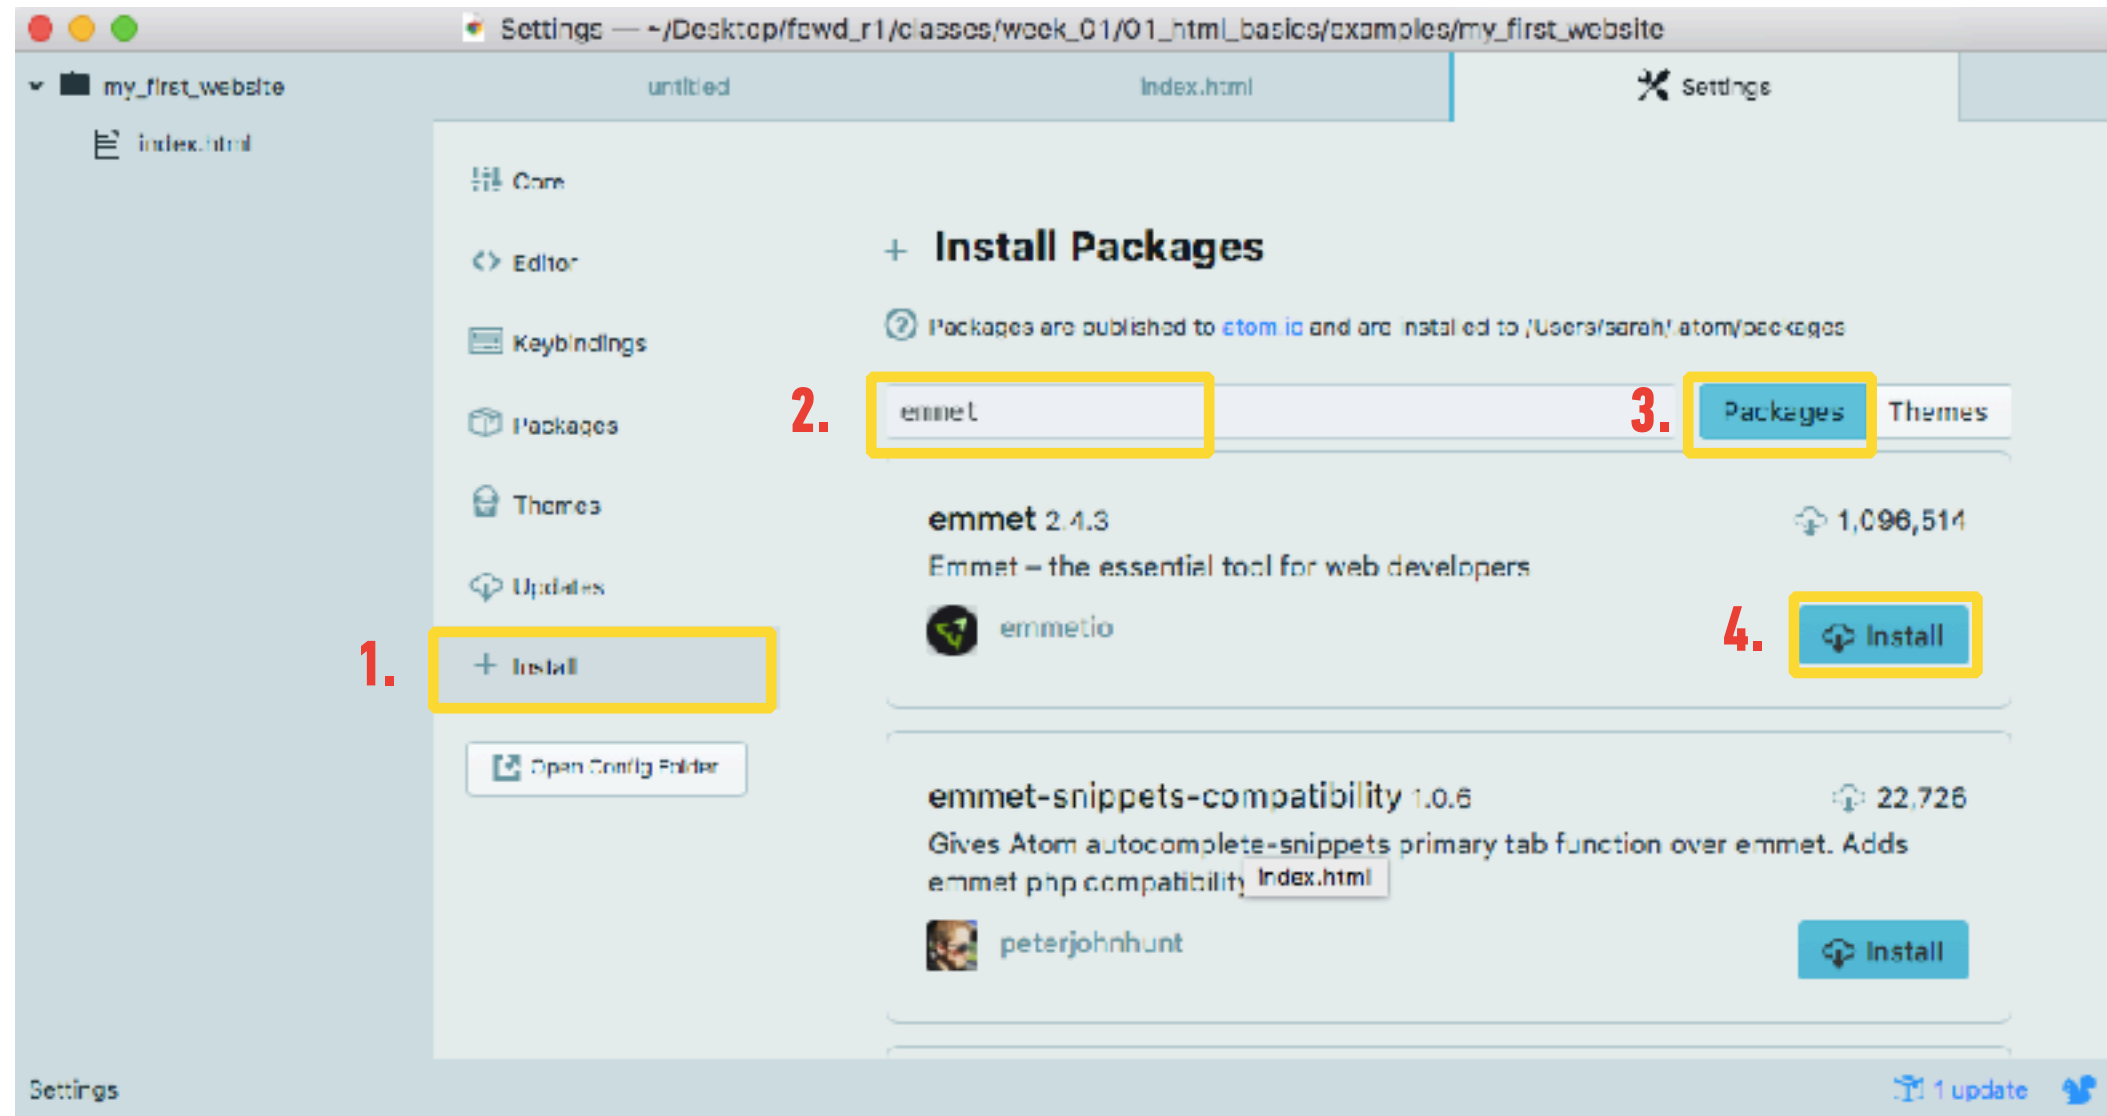 Settings — ~/Desktop/fewd_r1/classes/week_01/01_html_basics/examples/my_first_website
my_first_website
index.html
untitled
index.html
Settings
Core
Editor
Keybindings
Packages
Themes
Updates
1.
+ Install
Open Config Folder
+ Install Packages
? Packages are published to atom.io and are installed to /Users/sarah/.atom/packages
2.
emmet
3.
Packages
Themes
emmet 2.4.3
1,096,514
Emmet – the essential tool for web developers
emmetio
4.
Install
emmet-snippets-compatibility 1.0.6
22,726
Gives Atom autocomplete-snippets primary tab function over emmet. Adds
emmet php compatibility
index.html
peterjohnhunt
Install
Settings
1 update